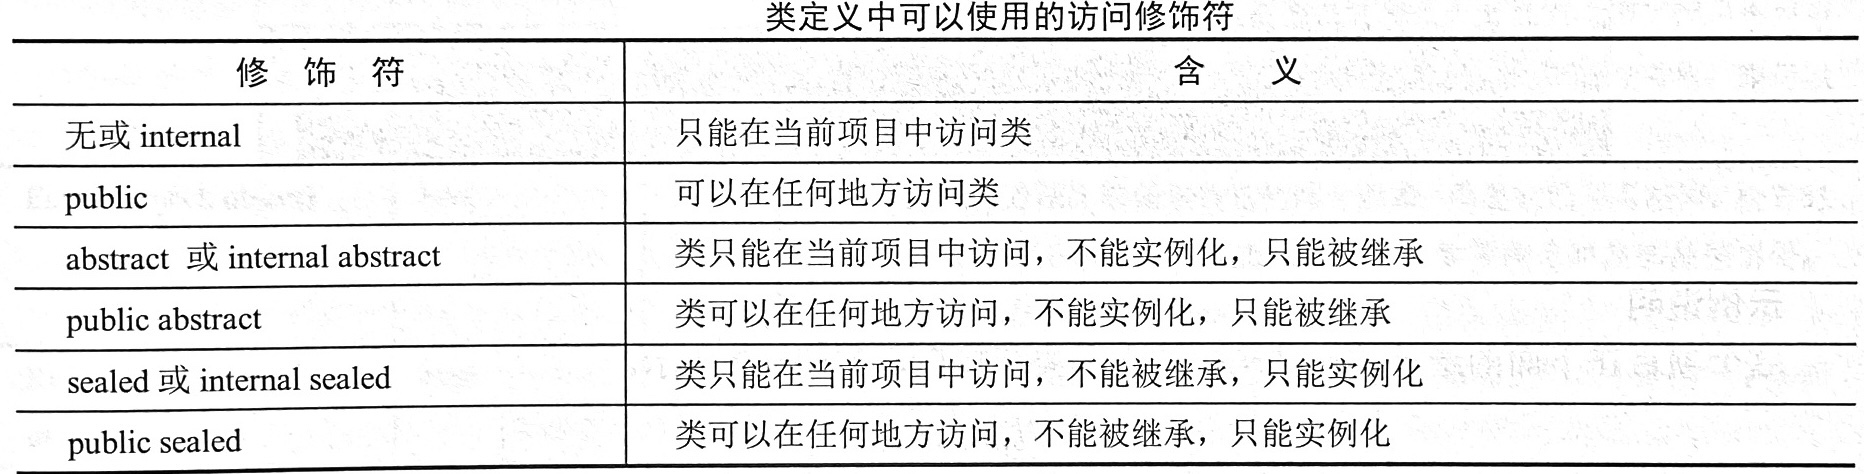 类定义中可以使用的访问修饰符
修 饰 符 含 义
无或 internal 只能在当前项目中访问类
public 可以在任何地方访问类
abstract 或 internal abstract 类只能在当前项目中访问，不能实例化，只能被继承
public abstract 类可以在任何地方访问，不能实例化，只能被继承
sealed 或 internal sealed 类只能在当前项目中访问，不能被继承，只能实例化
public sealed 类可以在任何地方访问，不能被继承，只能实例化